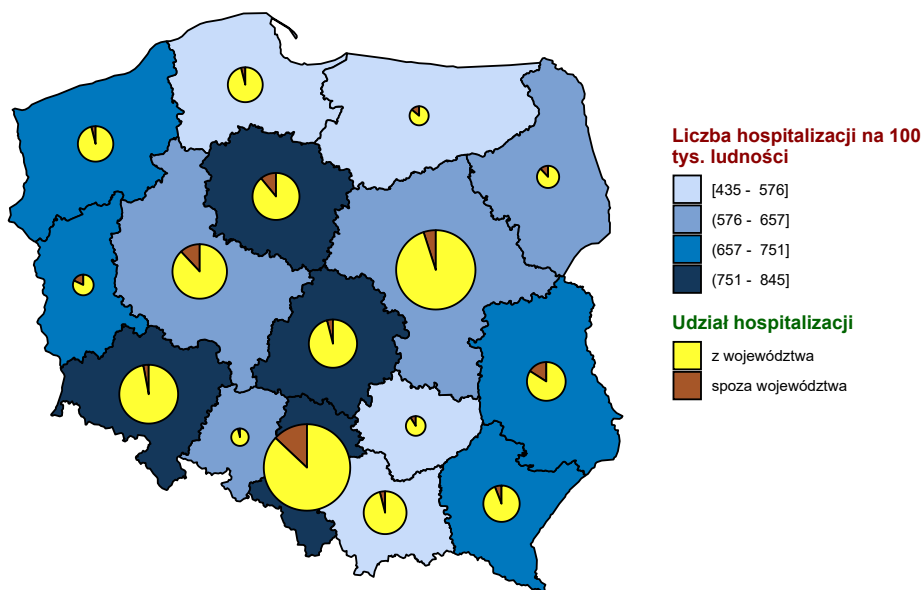 Liczba hospitalizacji na 100
tys. ludności
[435 - 576]
(576 - 657]
(657 - 751]
(751 - 845]
Udział hospitalizacji
z województwa
spoza województwa